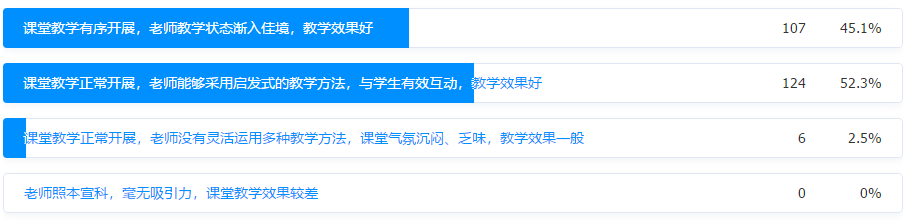 课堂教学有序开展，老师教学状态渐入佳境，教学效果好 107 45.1%
课堂教学正常开展，老师能够采用启发式的教学方法，与学生有效互动，教学效果好 124 52.3%
课堂教学正常开展，老师没有灵活运用多种教学方法，课堂气氛沉闷、乏味，教学效果一般 6 2.5%
老师照本宣科，毫无吸引力，课堂教学效果较差 0 0%